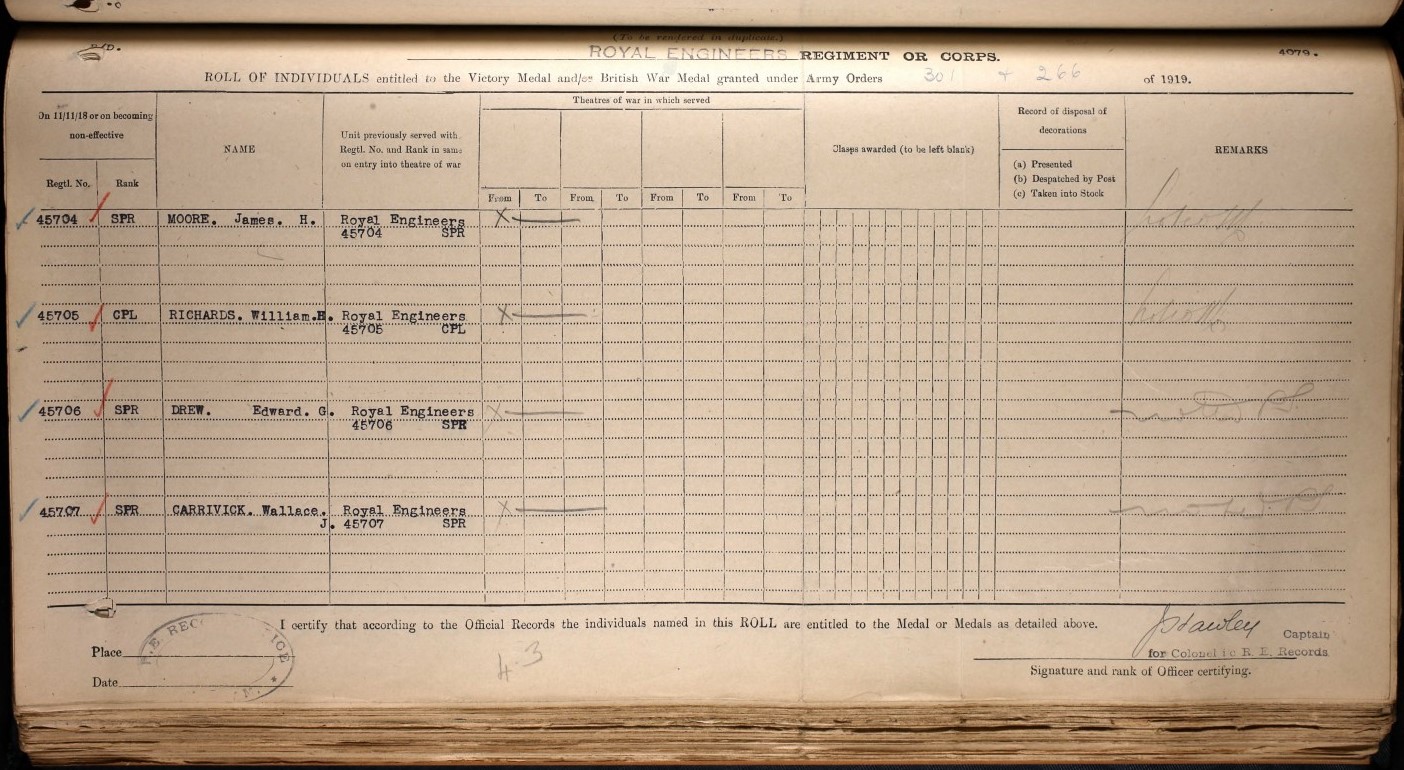 (To be rendered in duplicate.)
ROYAL ENGINEERS REGIMENT OR CORPS.
4079.
ROLL OF INDIVIDUALS entitled to the Victory Medal and/or British War Medal granted under Army Orders 301 + 266 of 1919.
On 11/11/18 or on becoming non-effective
Regtl. No.
Rank
NAME
Unit previously served with. Regtl. No. and Rank in same on entry into theatre of war
Theatres of war in which served
From To From To From To From To
Clasps awarded (to be left blank)
Record of disposal of decorations
(a) Presented
(b) Despatched by Post
(c) Taken into Stock
REMARKS
45704 SPR MOORE. James. H. Royal Engineers X
45704 SPR
45705 CPL RICHARDS. William.H. Royal Engineers X
45705 CPL
45706 SPR DREW. Edward. G. Royal Engineers X
45706 SPR
45707 SPR CARRIVICK. Wallace. Royal Engineers X
J. 45707 SPR
I certify that according to the Official Records the individuals named in this ROLL are entitled to the Medal or Medals as detailed above.
Place
Date
R.E RECORD OFFICE
43
Captain
for Colonel i/c R. E. Records
Signature and rank of Officer certifying.